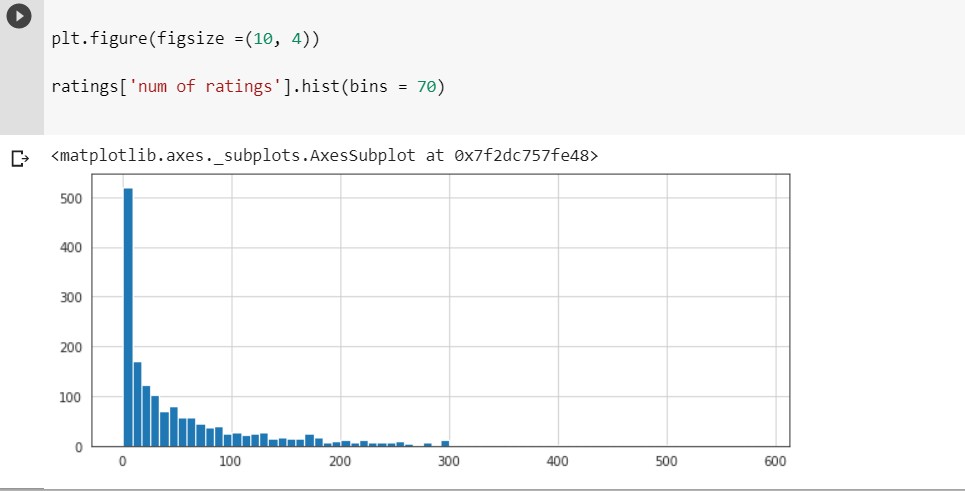 plt.figure(figsize =(10, 4))
ratings['num of ratings'].hist(bins = 70)
<matplotlib.axes._subplots.AxesSubplot at 0x7f2dc757fe48>
500
400
300
200
100
0
0 100 200 300 400 500 600